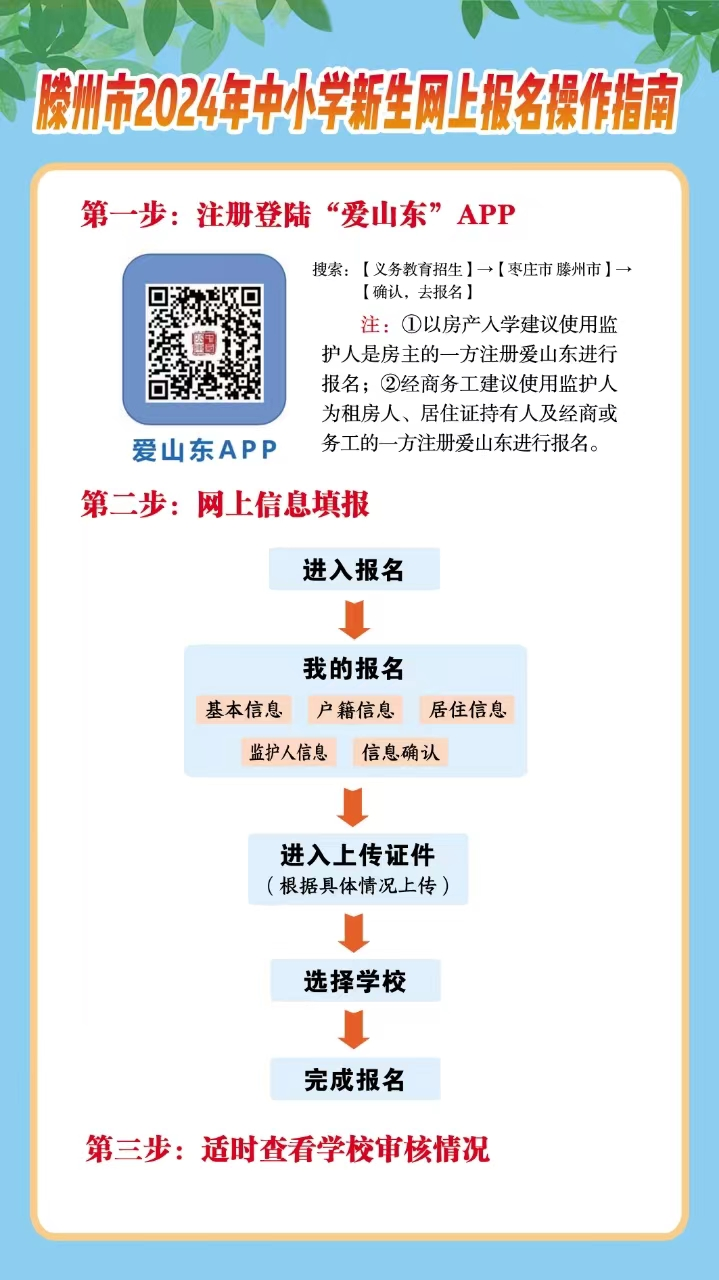 滕州市2024年中小学新生网上报名操作指南
第一步：注册登陆“爱山东”APP
搜索：【义务教育招生】→【枣庄市 滕州市】→
【确认，去报名】
注：①以房产入学建议使用监
护人是房主的一方注册爱山东进行
报名；②经商务工建议使用监护人
为租房人、居住证持有人及经商或
务工的一方注册爱山东进行报名。
爱山东APP
第二步：网上信息填报
进入报名
我的报名
基本信息 户籍信息 居住信息
监护人信息 信息确认
进入上传证件
（根据具体情况上传）
选择学校
完成报名
第三步：适时查看学校审核情况